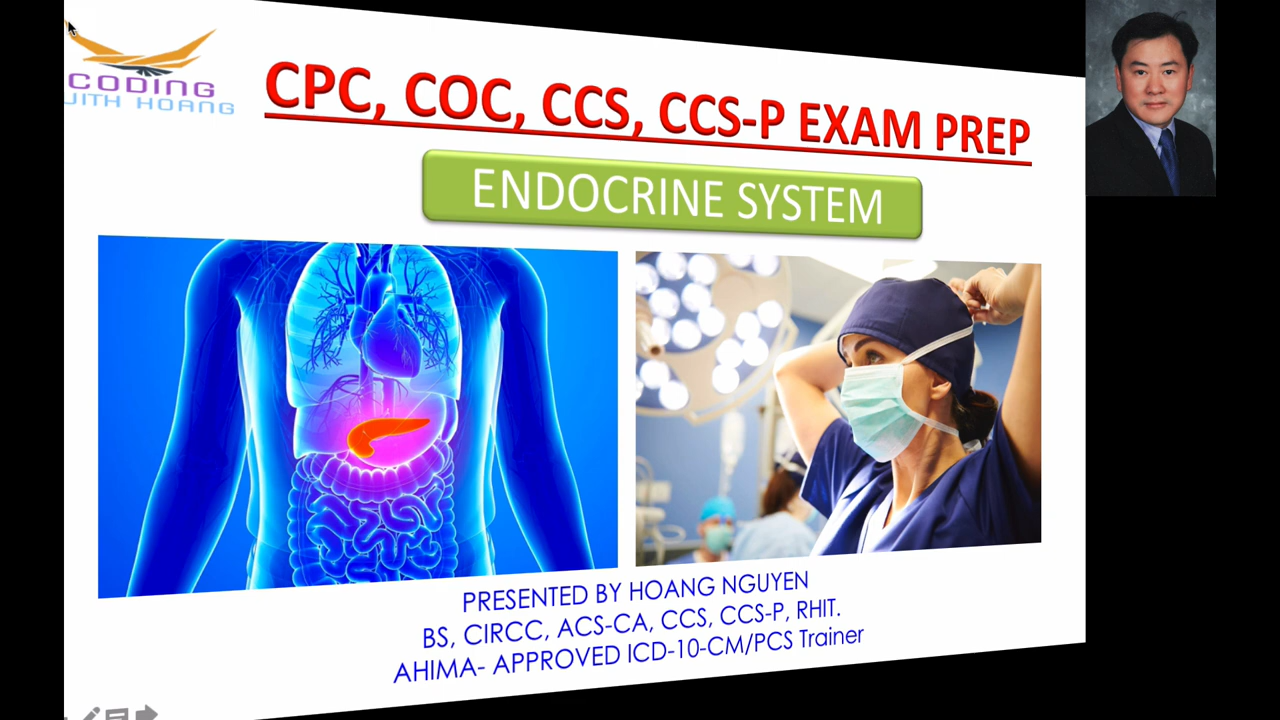 CODING
WITH HOANG
CPC, COC, CCS, CCS-P EXAM PREP
ENDOCRINE SYSTEM
PRESENTED BY HOANG NGUYEN
BS, CIRCC, ACS-CA, CCS, CCS-P, RHIT.
AHIMA- APPROVED ICD-10-CM/PCS Trainer